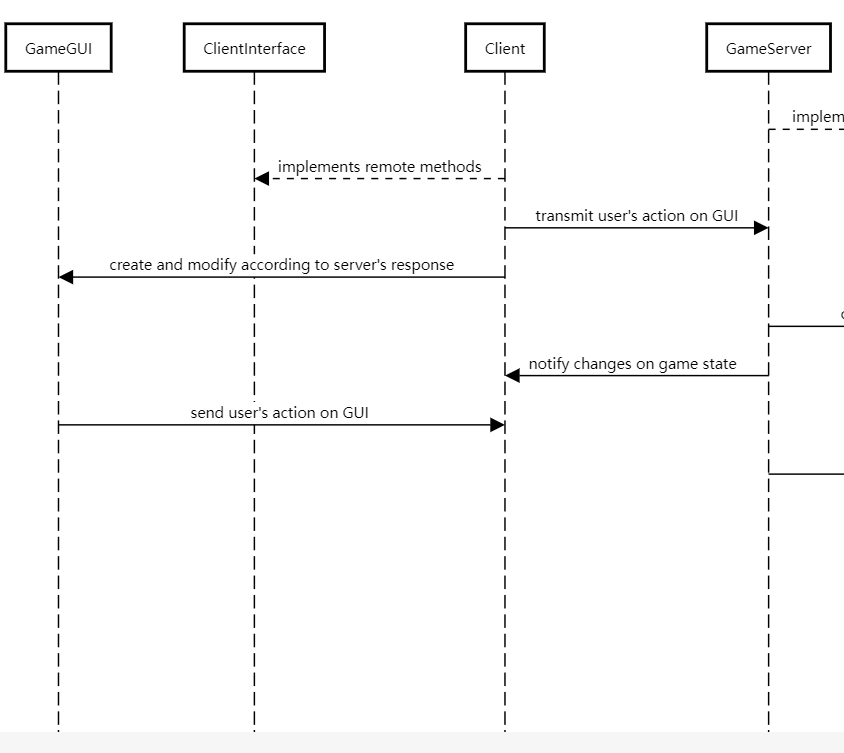 GameGUI
ClientInterface
Client
GameServer
implements remote methods
transmit user's action on GUI
create and modify according to server's response
notify changes on game state
send user's action on GUI